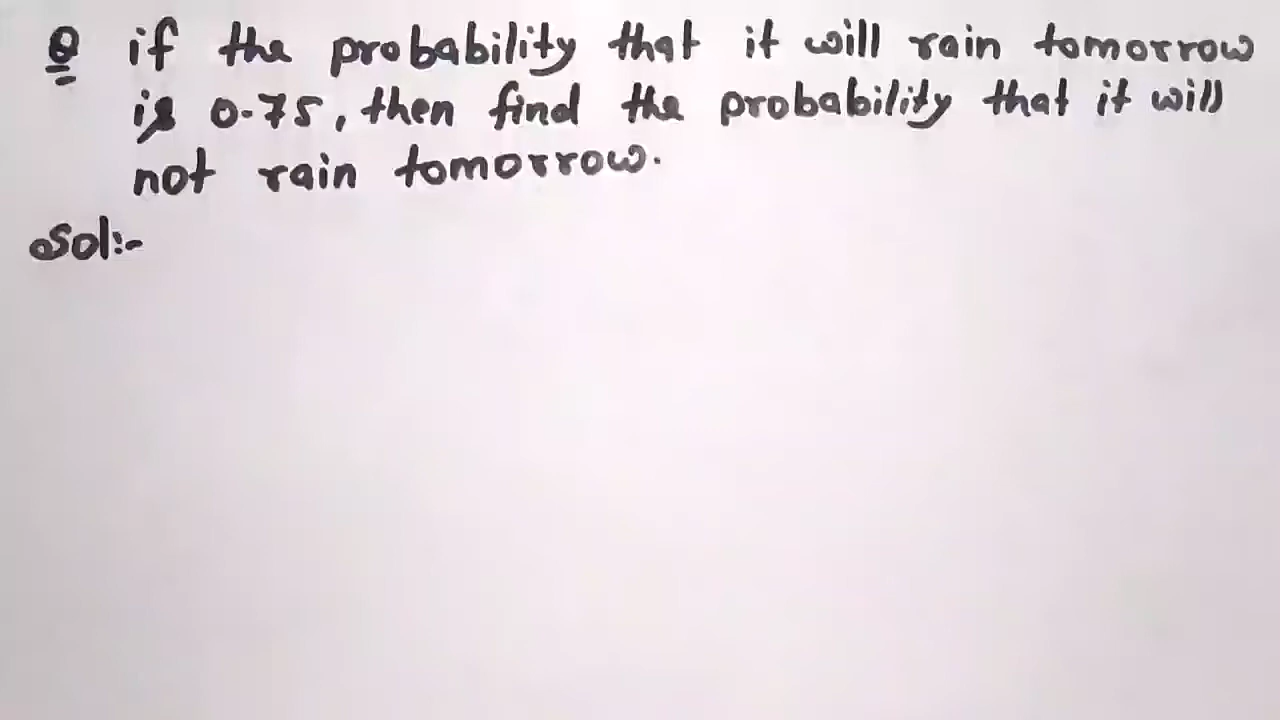 Q if the probability that it will rain tomorrow
is 0.75, then find the probability that it will
not rain tomorrow.
Sol:-